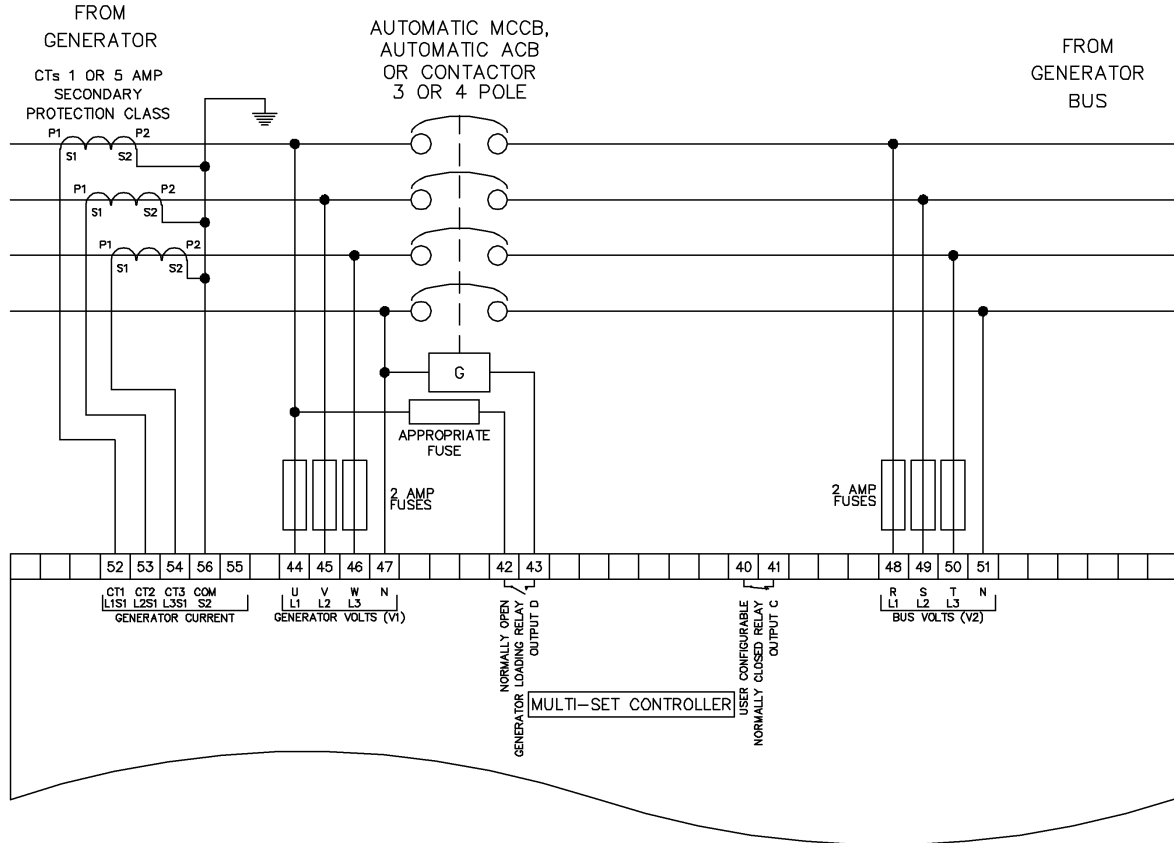 FROM
GENERATOR
CTs 1 OR 5 AMP
SECONDARY
PROTECTION CLASS
AUTOMATIC MCCB,
AUTOMATIC ACB
OR CONTACTOR
3 OR 4 POLE
FROM
GENERATOR
BUS
P1 P2
S1 S2
P1 P2
S1 S2
P1 P2
S1 S2
G
APPROPRIATE
FUSE
2 AMP
FUSES
2 AMP
FUSES
52 53 54 56 55 44 45 46 47 42 43 40 41 48 49 50 51
CT1 CT2 CT3 COM
L1S1 L2S1 L3S1 S2
GENERATOR CURRENT
U V W N
L1 L2 L3
GENERATOR VOLTS (V1)
NORMALLY OPEN
GENERATOR LOADING RELAY
OUTPUT D
MULTI-SET CONTROLLER
USER CONFIGURABLE
NORMALLY CLOSED RELAY
OUTPUT C
R S T N
L1 L2 L3
BUS VOLTS (V2)